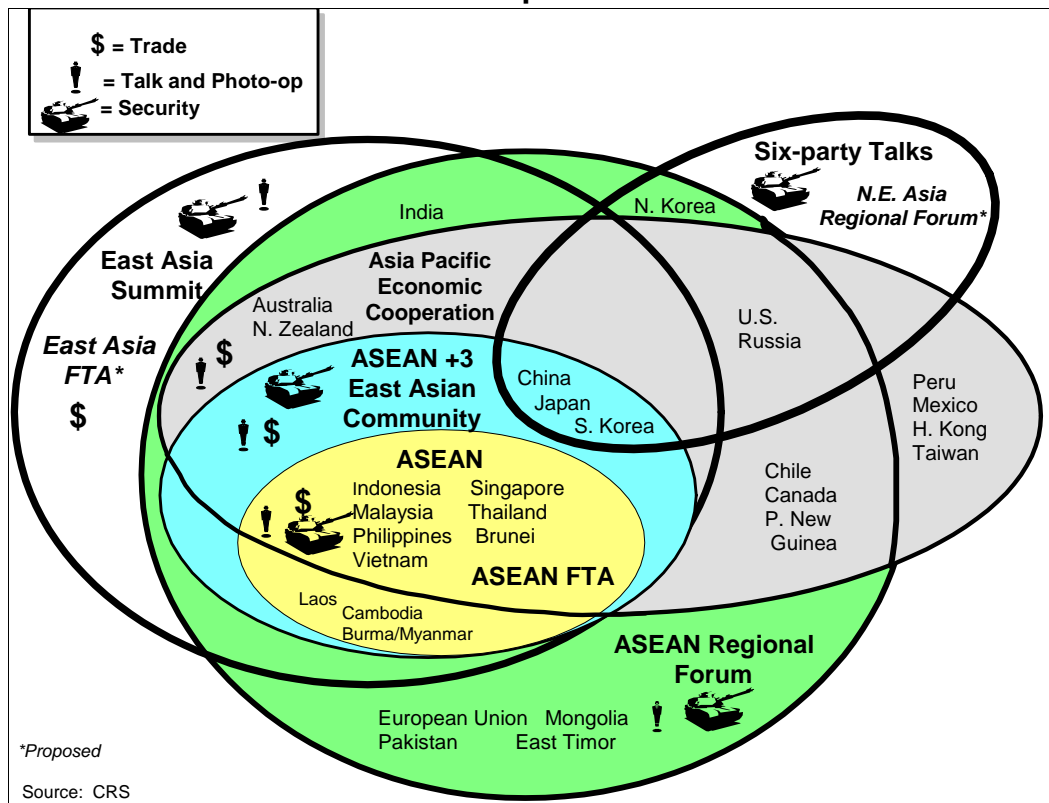 $ = Trade
= Talk and Photo-op
= Security
Six-party Talks
N.E. Asia
Regional Forum*
India
N. Korea
East Asia
Summit
Asia Pacific
Economic
Cooperation
Australia
N. Zealand
U.S.
Russia
East Asia
FTA*
$
$
ASEAN +3
East Asian
Community
$
China
Japan
S. Korea
Peru
Mexico
H. Kong
Taiwan
ASEAN
$
Indonesia Singapore
Malaysia Thailand
Philippines Brunei
Vietnam
Chile
Canada
P. New
Guinea
ASEAN FTA
Laos
Cambodia
Burma/Myanmar
ASEAN Regional
Forum
European Union Mongolia
Pakistan East Timor
*Proposed
Source: CRS